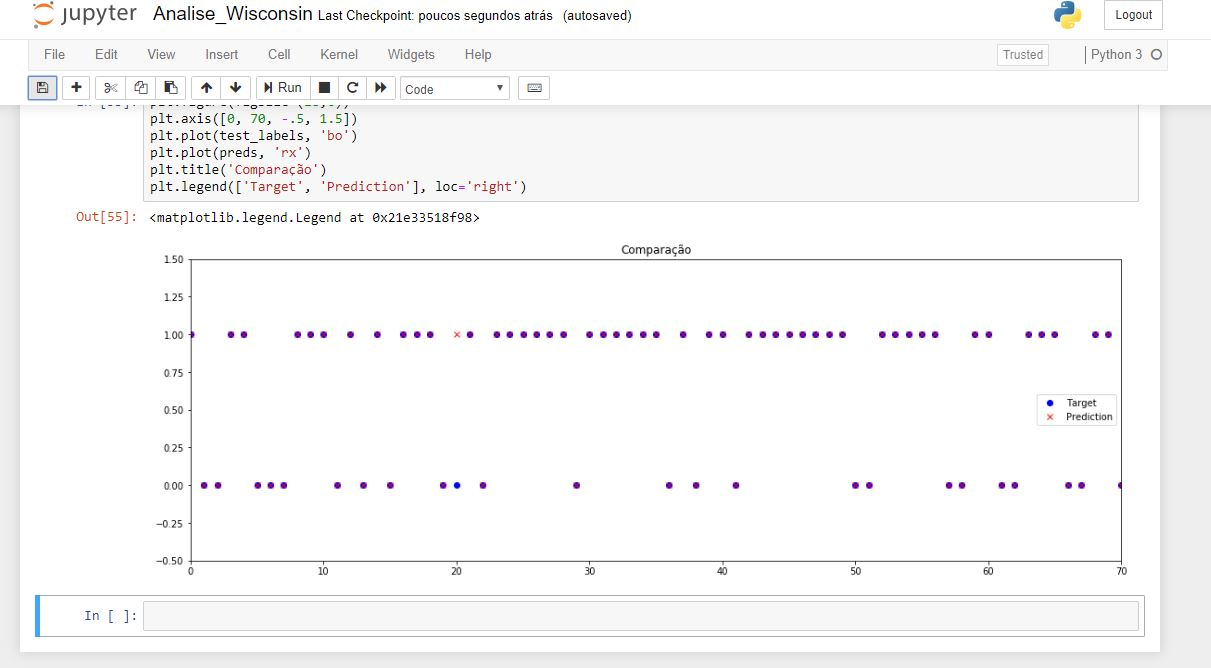 jupyter Analise_Wisconsin Last Checkpoint: poucos segundos atrás (autosaved)
Logout
File Edit View Insert Cell Kernel Widgets Help
Trusted
Python 3
Run
Code
plt.axis([0, 70, -.5, 1.5])
plt.plot(test_labels, 'bo')
plt.plot(preds, 'rx')
plt.title('Comparação')
plt.legend(['Target', 'Prediction'], loc='right')
Out[55]: <matplotlib.legend.Legend at 0x21e33518f98>
Comparação
1.50
1.25
1.00
0.75
0.50
0.25
0.00
−0.25
−0.50
Target
Prediction
0 10 20 30 40 50 60 70
In [ ]: